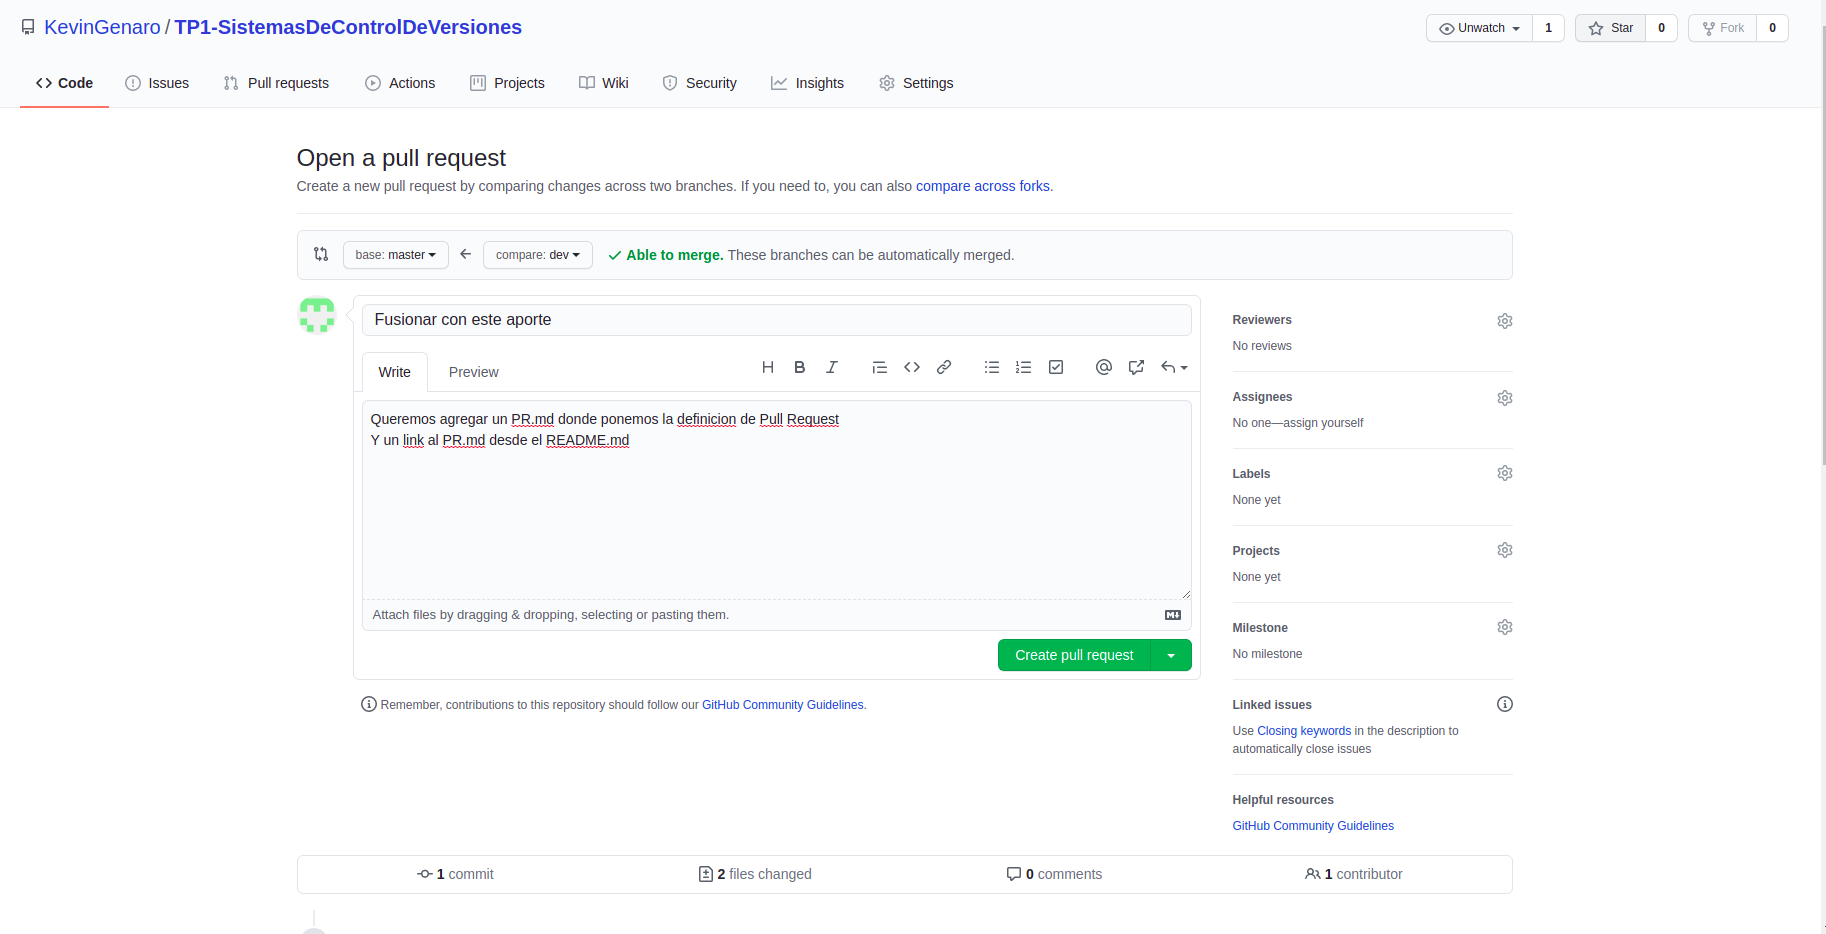 KevinGenaro / TP1-SistemasDeControlDeVersiones
Unwatch 1 Star 0 Fork 0
Code Issues Pull requests Actions Projects Wiki Security Insights Settings
Open a pull request
Create a new pull request by comparing changes across two branches. If you need to, you can also compare across forks.
base: master compare: dev Able to merge. These branches can be automatically merged.
Fusionar con este aporte
Write Preview
Queremos agregar un PR.md donde ponemos la definicion de Pull Request
Y un link al PR.md desde el README.md
Attach files by dragging & dropping, selecting or pasting them.
Create pull request
Remember, contributions to this repository should follow our GitHub Community Guidelines.
Reviewers
No reviews
Assignees
No one—assign yourself
Labels
None yet
Projects
None yet
Milestone
No milestone
Linked issues
Use Closing keywords in the description to
automatically close issues
Helpful resources
GitHub Community Guidelines
1 commit 2 files changed 0 comments 1 contributor